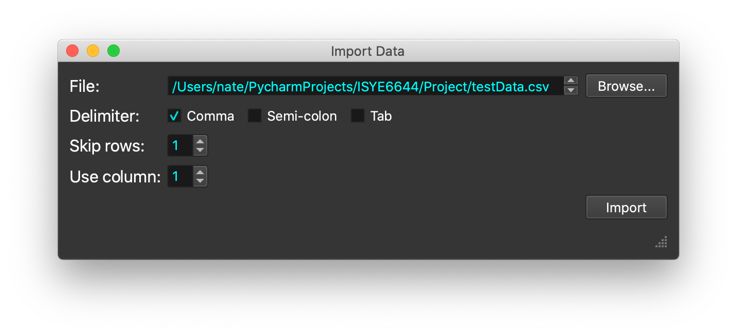 Import Data
File: /Users/nate/PycharmProjects/ISYE6644/Project/testData.csv Browse...
Delimiter: Comma Semi-colon Tab
Skip rows: 1
Use column: 1
Import